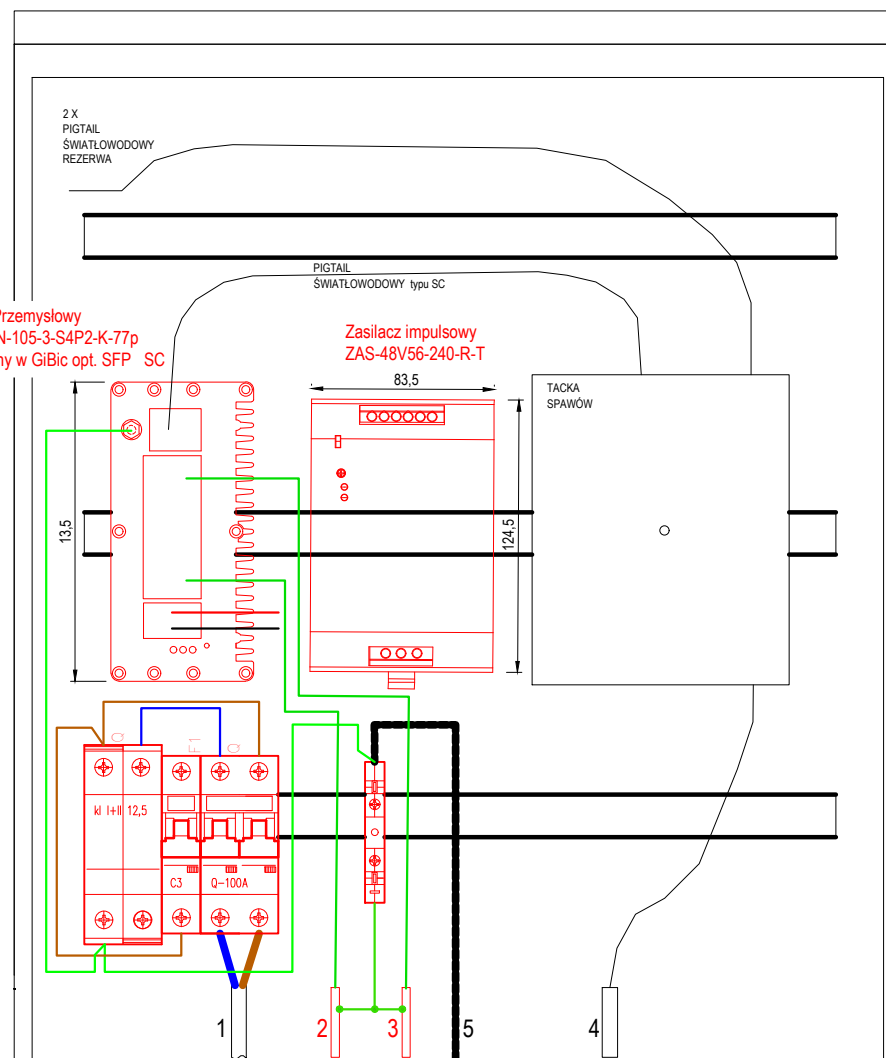 2 X
PIGTAIL
ŚWIATŁOWODOWY
REZERWA
PIGTAIL
ŚWIATŁOWODOWY typu SC
Przemysłowy
N-105-3-S4P2-K-77p
ny w GiBic opt. SFP SC
Zasilacz impulsowy
ZAS-48V56-240-R-T
83,5
TACKA
SPAWÓW
13,5
124,5
Q
F1
Q
kl I+II 12,5
C3
Q-100A
1
2
3
5
4